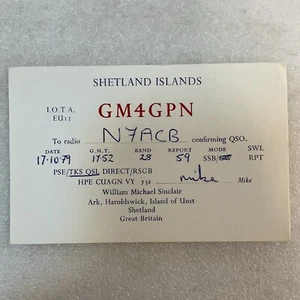 SHETLAND ISLANDS
I.O.T.A.
EU12
GM4GPN
To radio N7ACB confirming QSO.
DATE G.M.T. BAND REPORT MODE SWL
17-10-79 1752 28 59 SSB/ RPT
PSE/TKS QSL DIRECT/RSGB
HPE CUAGN VY 73s mike Mike
William Michael Sinclair
Ark, Haroldswick, Island of Unst
Shetland
Great Britain